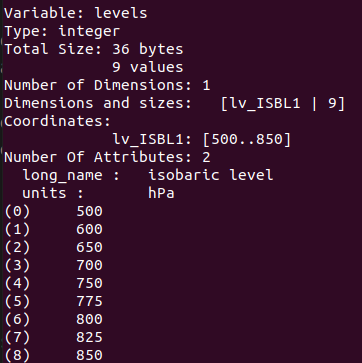 Variable: levels
Type: integer
Total Size: 36 bytes
            9 values
Number of Dimensions: 1
Dimensions and sizes:   [lv_ISBL1 | 9]
Coordinates:
            lv_ISBL1: [500..850]
Number Of Attributes: 2
  long_name :   isobaric level
  units :       hPa
(0)     500
(1)     600
(2)     650
(3)     700
(4)     750
(5)     775
(6)     800
(7)     825
(8)     850